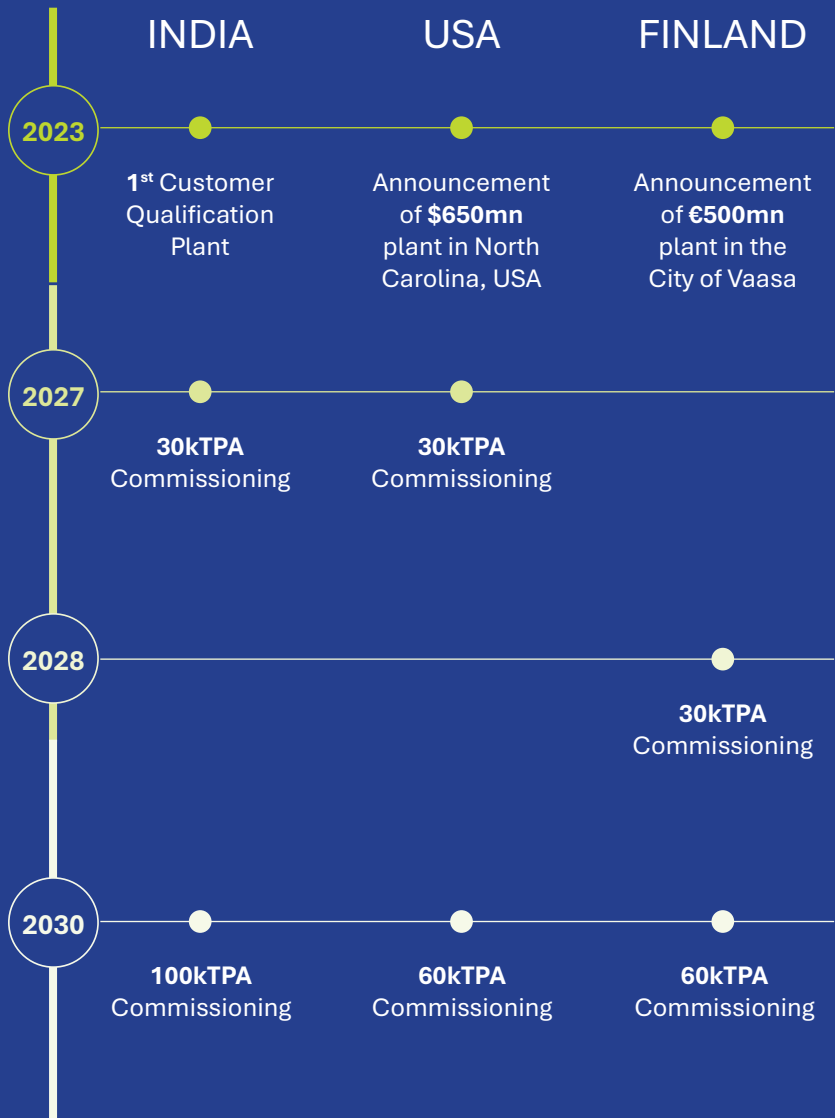 INDIA USA FINLAND
2023
1st Customer
Qualification
Plant
Announcement
of $650mn
plant in North
Carolina, USA
Announcement
of €500mn
plant in the
City of Vaasa
2027
30kTPA
Commissioning
30kTPA
Commissioning
2028
30kTPA
Commissioning
2030
100kTPA
Commissioning
60kTPA
Commissioning
60kTPA
Commissioning